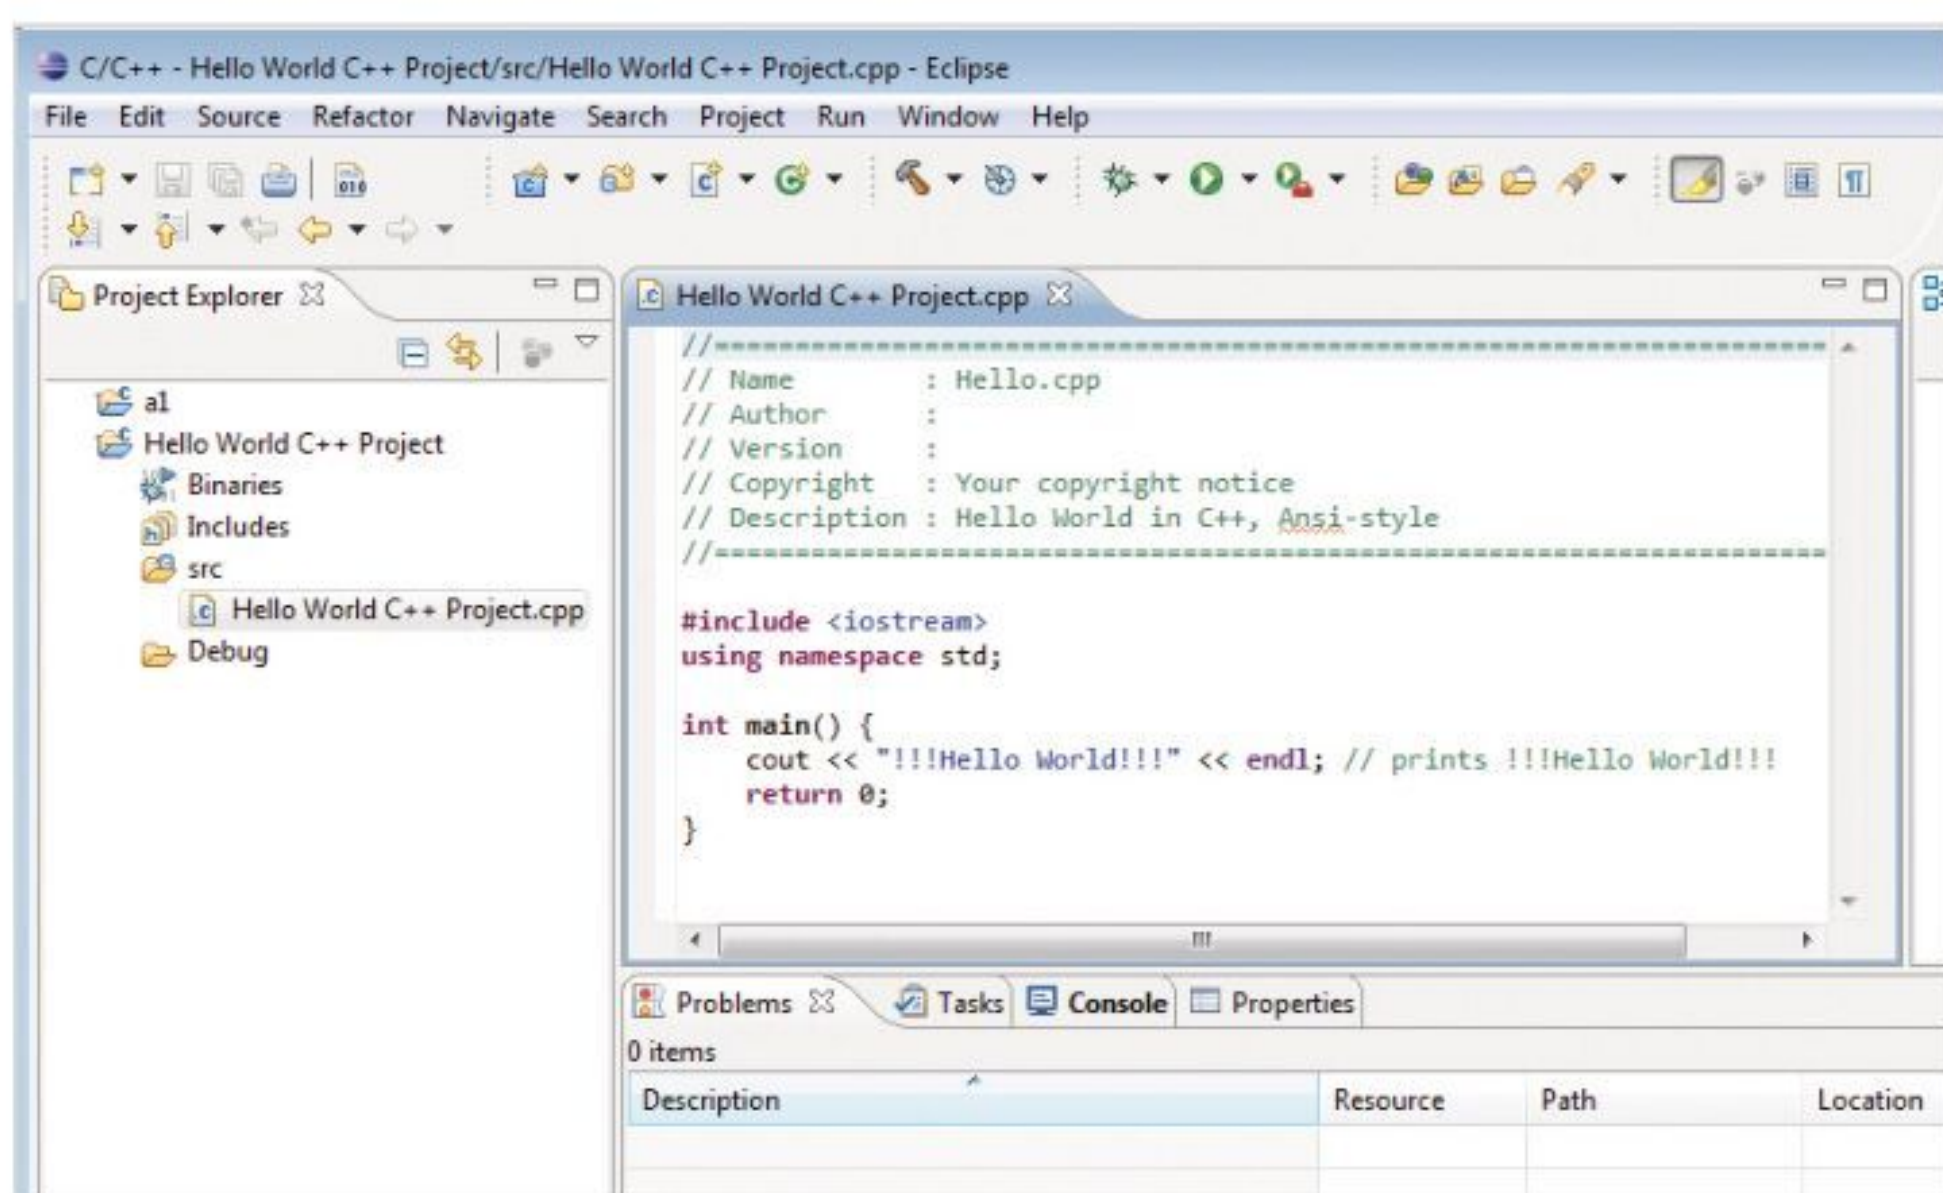 C/C++ - Hello World C++ Project/src/Hello World C++ Project.cpp - Eclipse
File Edit Source Refactor Navigate Search Project Run Window Help
010
Project Explorer
a1
Hello World C++ Project
Binaries
Includes
src
Hello World C++ Project.cpp
Debug
Hello World C++ Project.cpp
//=====================================================================
// Name        : Hello.cpp
// Author      :
// Version     :
// Copyright   : Your copyright notice
// Description : Hello World in C++, Ansi-style
//=====================================================================
#include <iostream>
using namespace std;
int main() {
    cout << "!!!Hello World!!!" << endl; // prints !!!Hello World!!!
    return 0;
}
Problems Tasks Console Properties
0 items
Description Resource Path Location